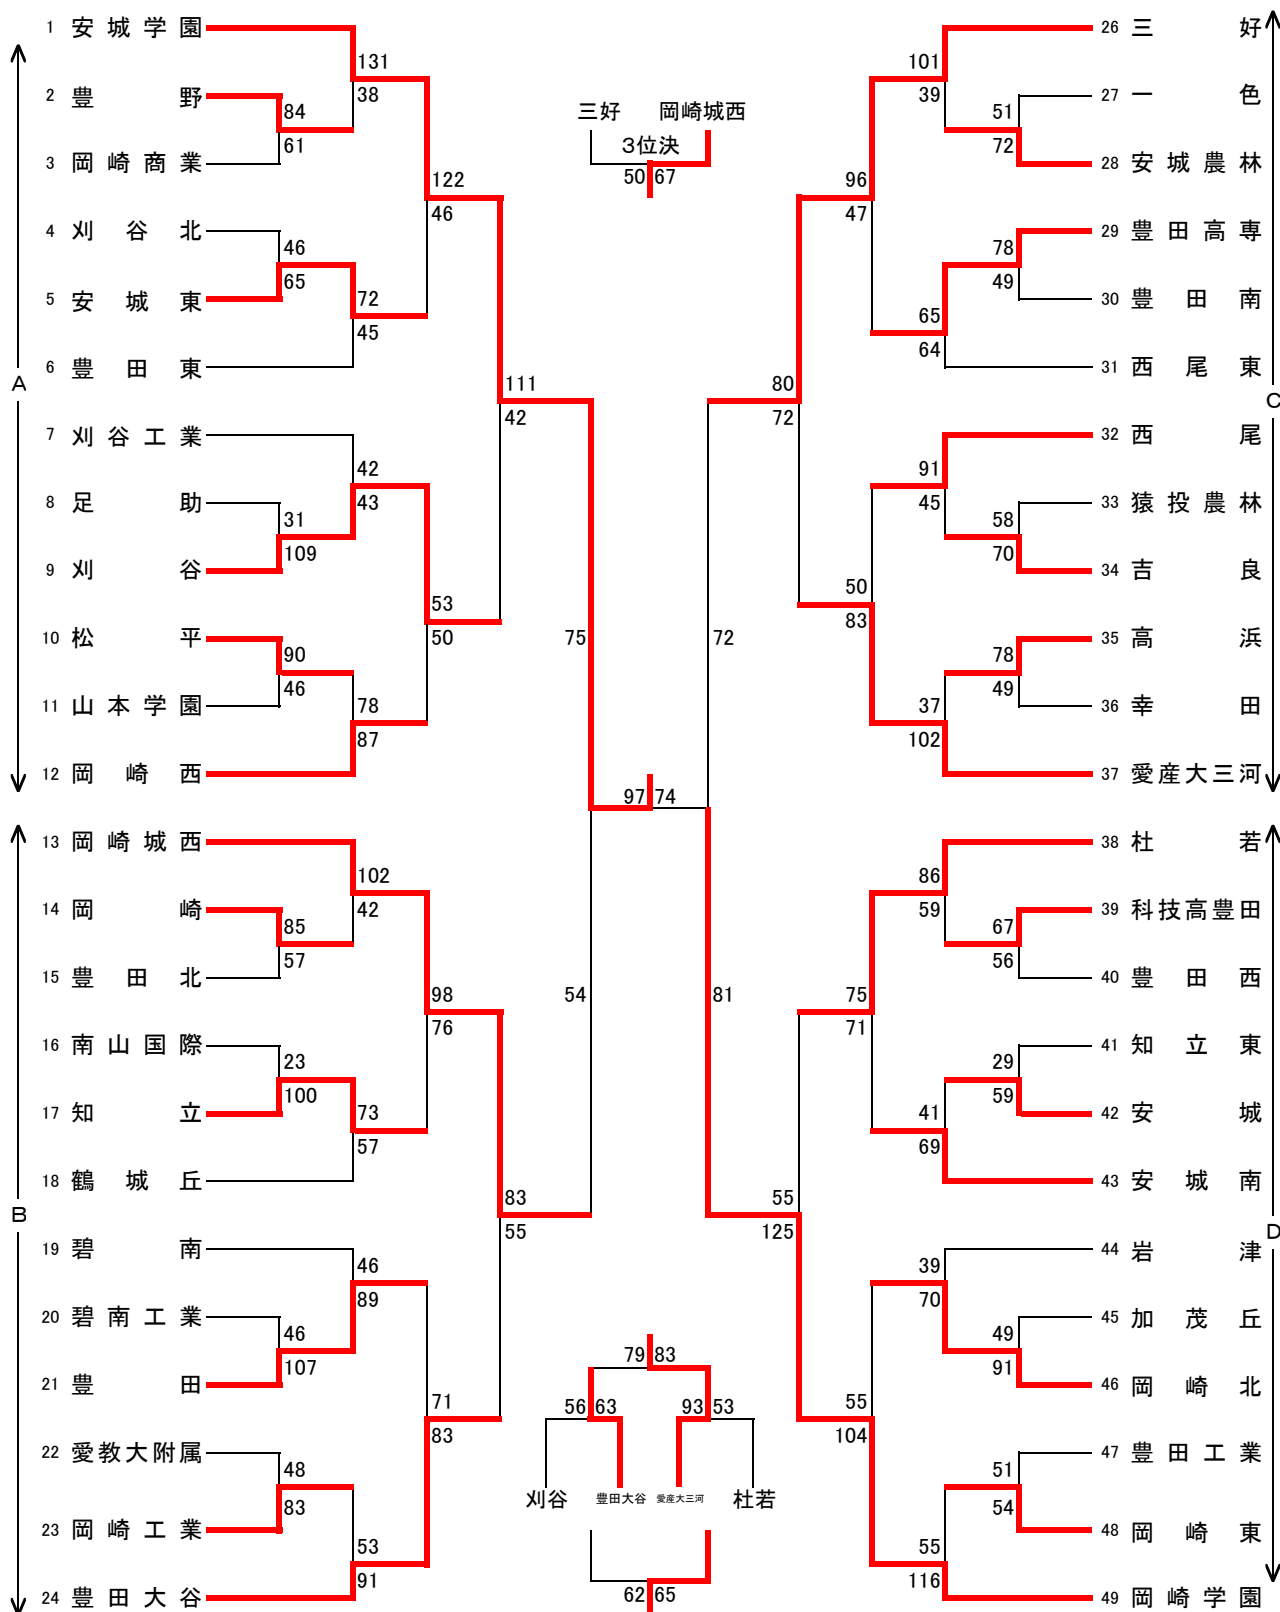 1 安城学園
2 豊野
3 岡崎商業
4 刈谷北
5 安城東
6 豊田東
7 刈谷工業
8 足助
9 刈谷
10 松平
11 山本学園
12 岡崎西
13 岡崎城西
14 岡崎
15 豊田北
16 南山国際
17 知立
18 鶴城丘
19 碧南
20 碧南工業
21 豊田
22 愛教大附属
23 岡崎工業
24 豊田大谷
A
B
131
38
84
61
122
46
46
65
72
45
111
42
42
43
31
109
53
50
90
46
78
87
75
102
42
85
57
98
76
23
100
73
57
54
83
55
46
89
46
107
71
83
48
83
53
91
三好 岡崎城西
3位決
50 67
97 74
79 83
56 63 93 53
刈谷 豊田大谷 愛産大三河 杜若
62 65
101
39
51
72
96
47
78
49
65
64
80
72
91
45
58
70
50
83
78
49
37
102
72
81
86
59
67
56
75
71
29
59
41
69
55
125
39
70
49
91
55
104
51
54
55
116
26 三好
27 一色
28 安城農林
29 豊田高専
30 豊田南
31 西尾東
32 西尾
33 猿投農林
34 吉良
35 高浜
36 幸田
37 愛産大三河
38 杜若
39 科技高豊田
40 豊田西
41 知立東
42 安城
43 安城南
44 岩津
45 加茂丘
46 岡崎北
47 豊田工業
48 岡崎東
49 岡崎学園
C
D